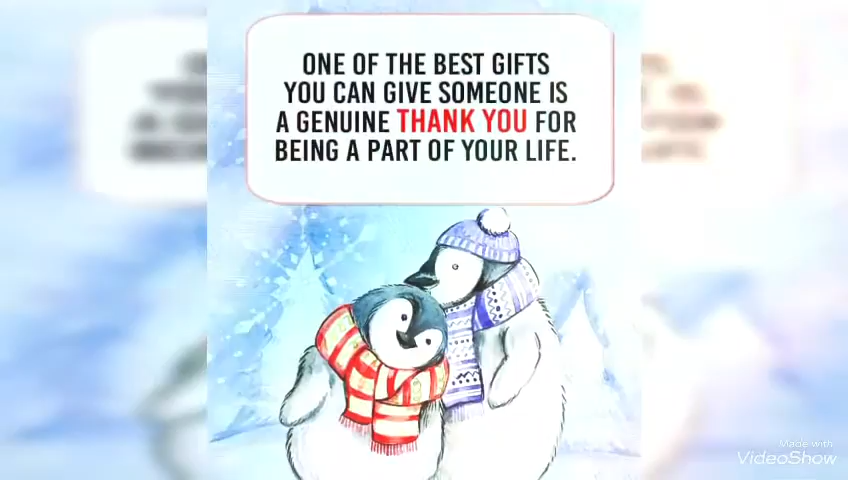 ONE OF THE BEST GIFTS
YOU CAN GIVE SOMEONE IS
A GENUINE THANK YOU FOR
BEING A PART OF YOUR LIFE.
Made with
VideoShow